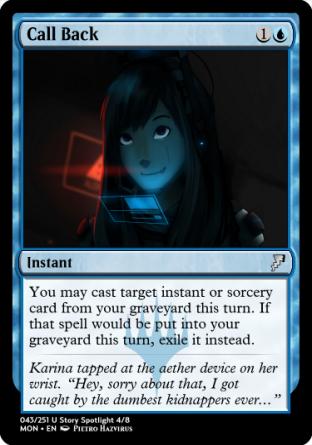 Call Back 1
Instant
You may cast target instant or sorcery
card from your graveyard this turn. If
that spell would be put into your
graveyard this turn, exile it instead.
Karina tapped at the aether device on her
wrist. “Hey, sorry about that, I got
caught by the dumbest kidnappers ever…”
043/251 U Story Spotlight 4/8
MON • EN Pietro Hazvirus